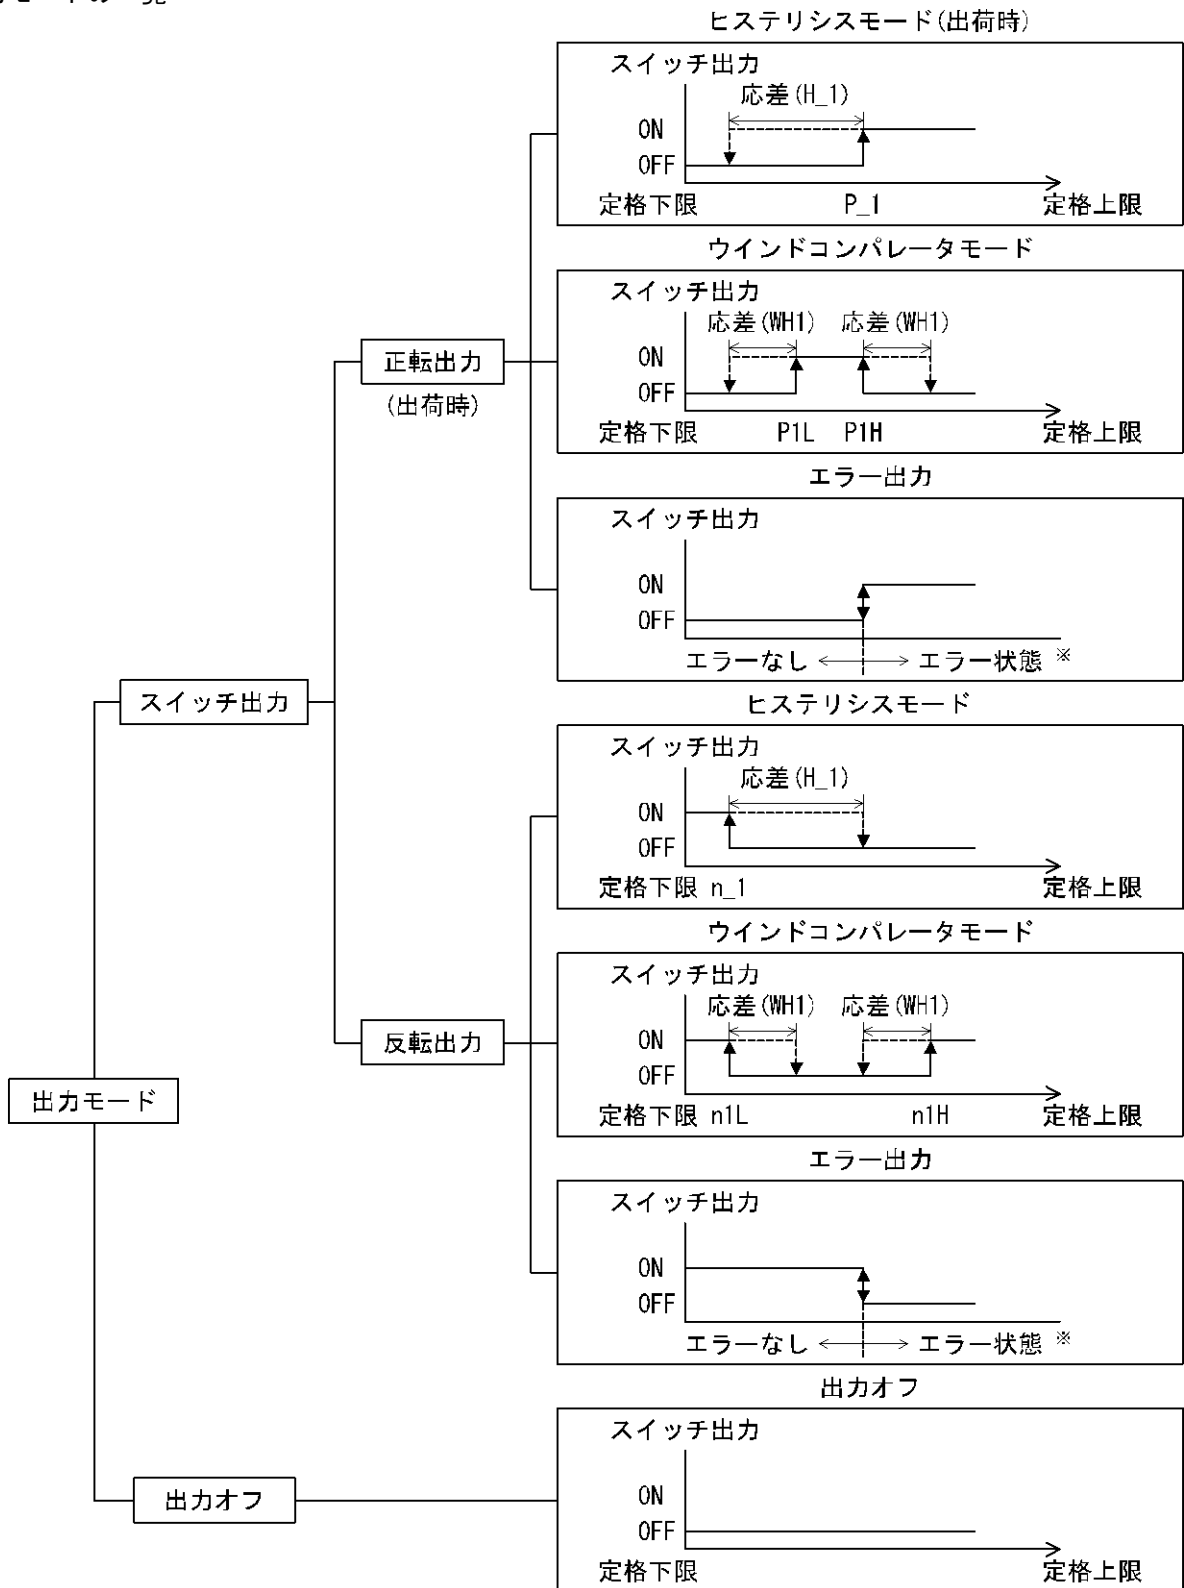 ヒステリシスモード(出荷時)
スイッチ出力
応差(H_1)
ON
OFF
定格下限 P_1 定格上限
ウインドコンパレータモード
スイッチ出力
応差(WH1) 応差(WH1)
ON
OFF
定格下限 P1L P1H 定格上限
正転出力
(出荷時)
エラー出力
スイッチ出力
ON
OFF
エラーなし エラー状態 ※
スイッチ出力
ヒステリシスモード
スイッチ出力
応差(H_1)
ON
OFF
定格下限 n_1 定格上限
ウインドコンパレータモード
スイッチ出力
応差(WH1) 応差(WH1)
ON
OFF
定格下限 n1L n1H 定格上限
反転出力
出力モード
エラー出力
スイッチ出力
ON
OFF
エラーなし エラー状態 ※
出力オフ
スイッチ出力
ON
OFF
定格下限 定格上限
出力オフ